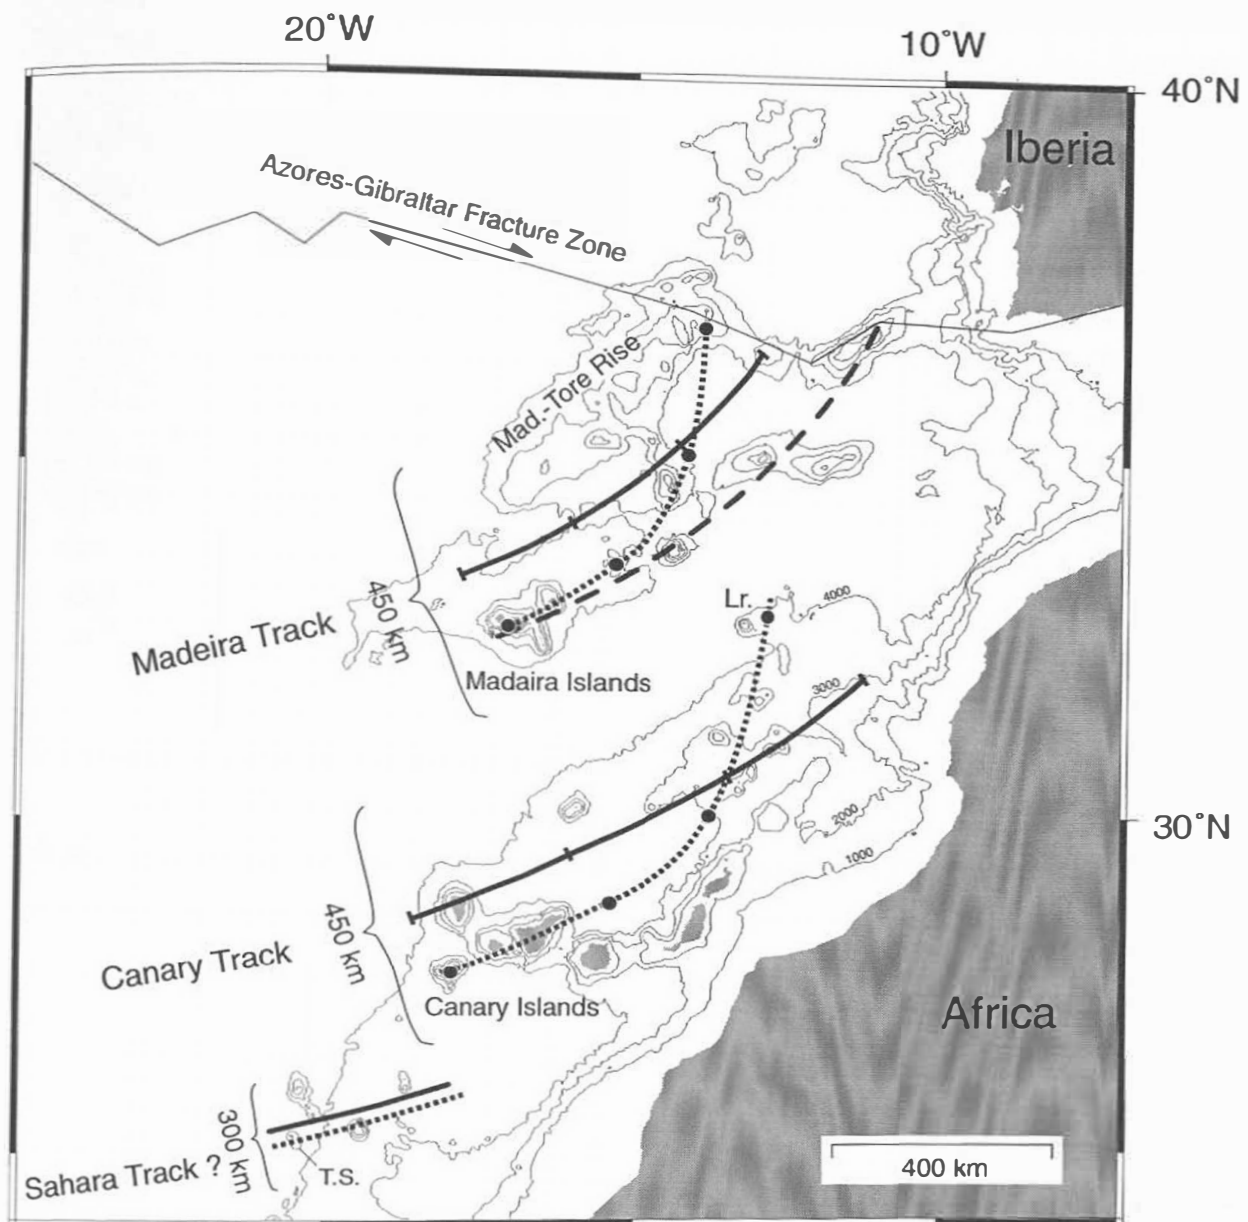 20°W
10°W
40°N
Iberia
Azores-Gibraltar Fracture Zone
Mad.-Tore Rise
450 km
Madeira Track
Lr.
4000
Madaira Islands
3000
30°N
2000
1000
450 km
Canary Track
Canary Islands
Africa
300 km
Sahara Track ?
T.S.
400 km